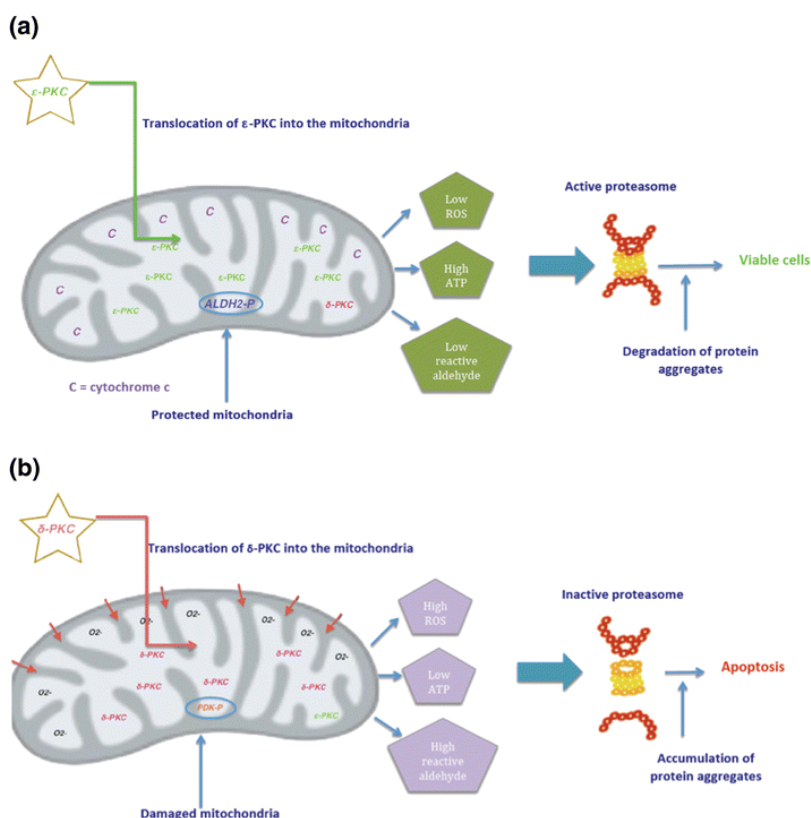 (a)
ε-PKC
Translocation of ε-PKC into the mitochondria
C
C
C
C
C
C
C
C
ε-PKC
ε-PKC
ε-PKC
ε-PKC
ε-PKC
ε-PKC
δ-PKC
ALDH2-P
C = cytochrome c
Protected mitochondria
Low
ROS
High
ATP
Low
reactive
aldehyde
Active proteasome
Viable cells
Degradation of protein
aggregates
(b)
δ-PKC
Translocation of δ-PKC into the mitochondria
O2-
O2-
O2-
O2-
O2-
O2-
O2-
O2-
O2-
δ-PKC
δ-PKC
δ-PKC
δ-PKC
δ-PKC
δ-PKC
ε-PKC
PDK-P
Damaged mitochondria
High
ROS
Low
ATP
High
reactive
aldehyde
Inactive proteasome
Apoptosis
Accumulation of
protein aggregates